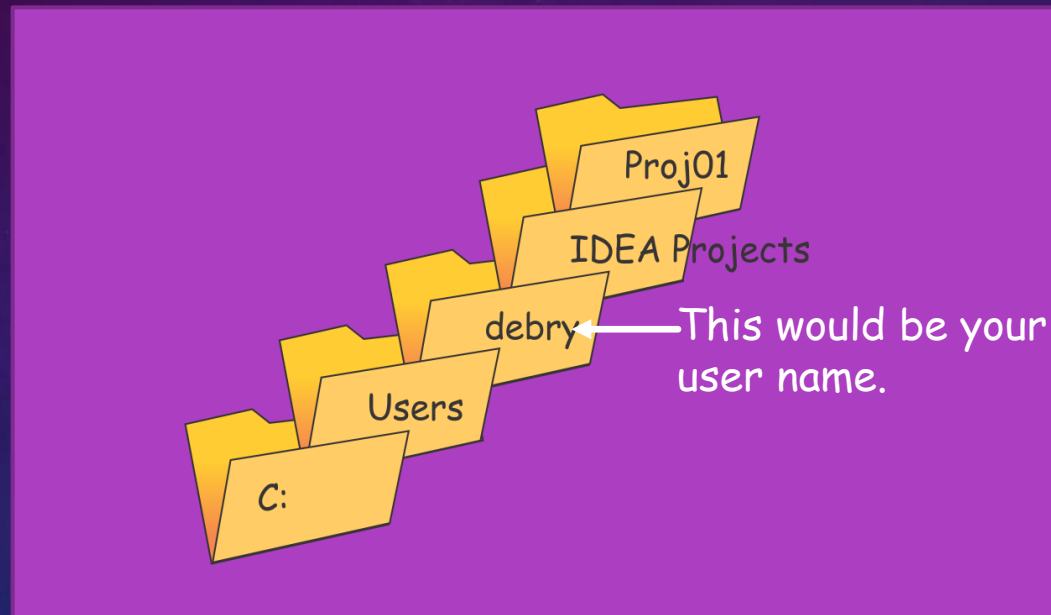 Proj01
IDEA Projects
debry
This would be your
user name.
Users
C: